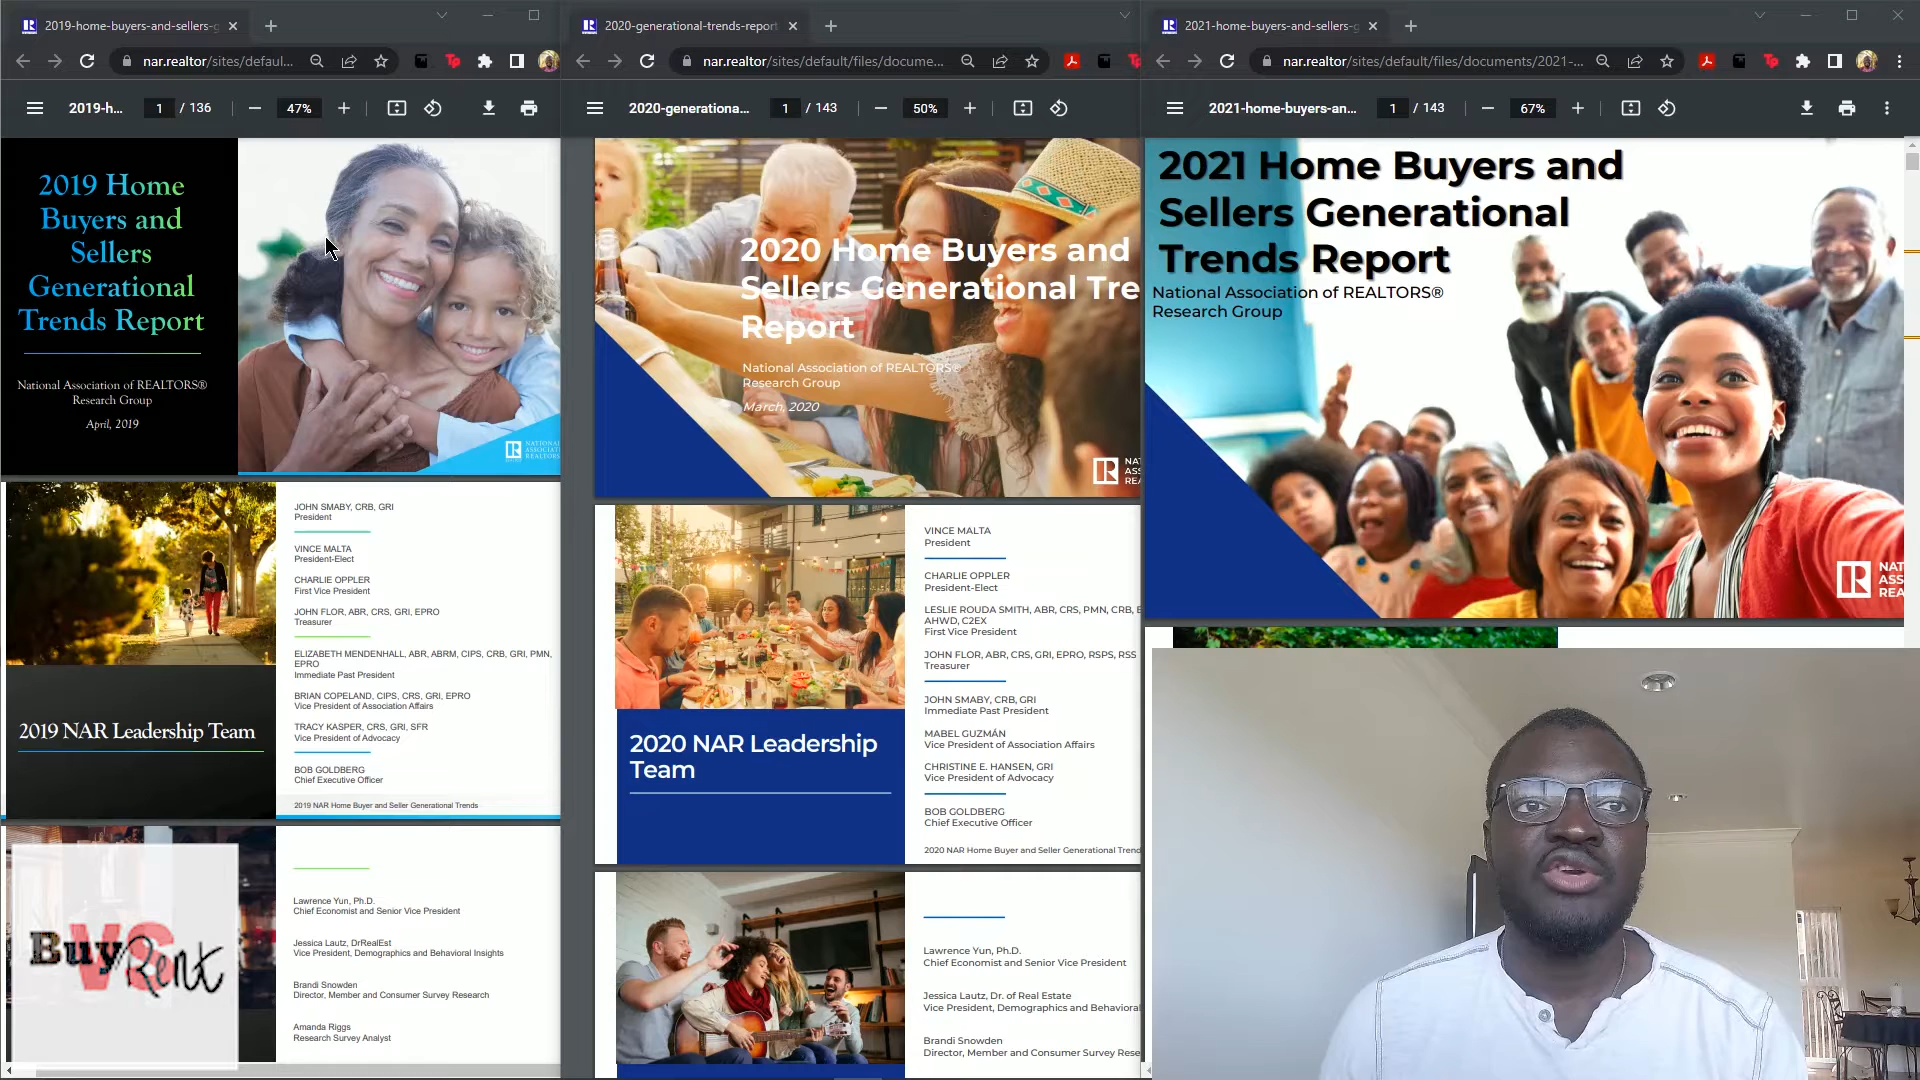 2019-home-buyers-and-sellers-g
nar.realtor/sites/defaul...
2019-h...
1 / 136
47%
2019 Home
Buyers and
Sellers
Generational
Trends Report
National Association of REALTORS®
Research Group
April, 2019
NATIONAL
ASSOCIAT
REALTORS
JOHN SMABY, CRB, GRI
President
VINCE MALTA
President-Elect
CHARLIE OPPLER
First Vice President
JOHN FLOR, ABR, CRS, GRI, EPRO
Treasurer
ELIZABETH MENDENHALL, ABR, ABRM, CIPS, CRB, GRI, PMN,
EPRO
Immediate Past President
BRIAN COPELAND, CIPS, CRS, GRI, EPRO
Vice President of Association Affairs
TRACY KASPER, CRS, GRI, SFR
Vice President of Advocacy
BOB GOLDBERG
Chief Executive Officer
2019 NAR Home Buyer and Seller Generational Trends
2019 NAR Leadership Team
Lawrence Yun, Ph.D.
Chief Economist and Senior Vice President
Jessica Lautz, DrRealEst
Vice President, Demographics and Behavioral Insights
Brandi Snowden
Director, Member and Consumer Survey Research
Amanda Riggs
Research Survey Analyst
Buy VS Rent
2020-generational-trends-report
nar.realtor/sites/default/files/docume...
2020-generationa...
1 / 143
50%
2020 Home Buyers and
Sellers Generational Tre
Report
National Association of REALTORS®
Research Group
March, 2020
NAT
ASS
REA
VINCE MALTA
President
CHARLIE OPPLER
President-Elect
LESLIE ROUDA SMITH, ABR, CRS, PMN, CRB, E
AHWD, C2EX
First Vice President
JOHN FLOR, ABR, CRS, GRI, EPRO, RSPS, RSS
Treasurer
JOHN SMABY, CRB, GRI
Immediate Past President
MABEL GUZMÁN
Vice President of Association Affairs
CHRISTINE E. HANSEN, GRI
Vice President of Advocacy
BOB GOLDBERG
Chief Executive Officer
2020 NAR Home Buyer and Seller Generational Trend
2020 NAR Leadership
Team
Lawrence Yun, Ph.D.
Chief Economist and Senior Vice President
Jessica Lautz, Dr. of Real Estate
Vice President, Demographics and Behavioral
Brandi Snowden
Director, Member and Consumer Survey Rese
2021-home-buyers-and-sellers-g
nar.realtor/sites/default/files/documents/2021-...
2021-home-buyers-an...
1 / 143
67%
2021 Home Buyers and
Sellers Generational
Trends Report
National Association of REALTORS®
Research Group
NAT
ASS
REA